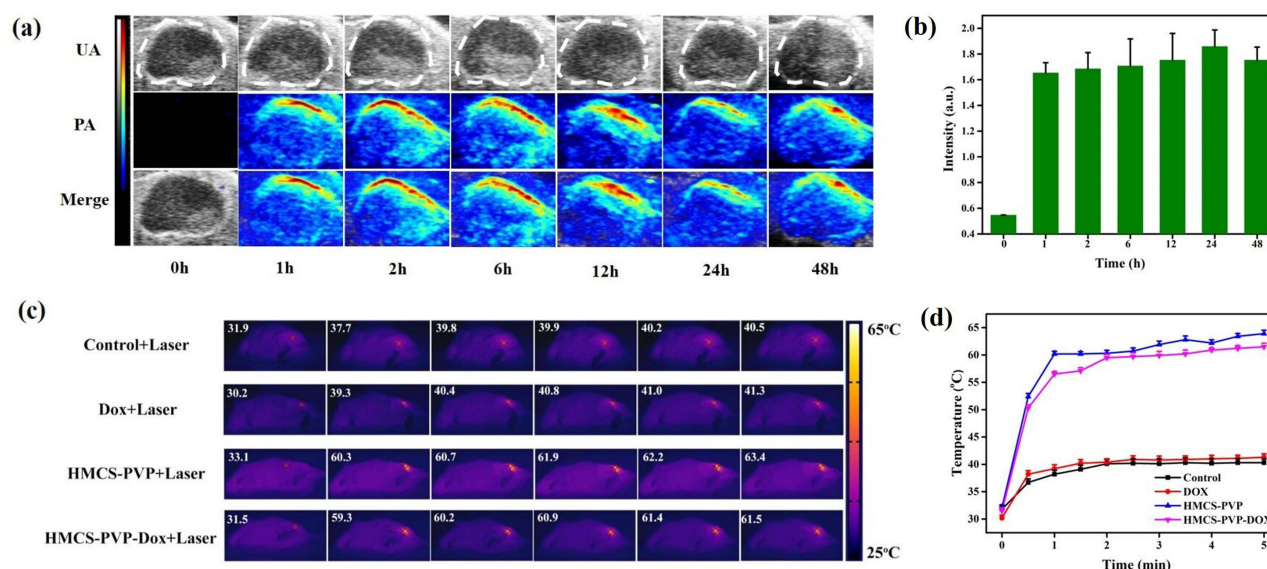 (a)
UA
PA
Merge
0h 1h 2h 6h 12h 24h 48h
(b)
2.0
1.8
1.6
1.4
1.2
1.0
0.8
0.6
0.4
Intensity (a.u.)
0 1 2 6 12 24 48
Time (h)
(c)
Control+Laser
31.9 37.7 39.8 39.9 40.2 40.5
Dox+Laser
30.2 39.3 40.4 40.8 41.0 41.3
HMCS-PVP+Laser
33.1 60.3 60.7 61.9 62.2 63.4
HMCS-PVP-Dox+Laser
31.5 59.3 60.2 60.9 61.4 61.5
65°C
25°C
(d)
65
60
55
50
45
40
35
30
Temperature (°C)
Control
DOX
HMCS-PVP
HMCS-PVP-DOX
0 1 2 3 4 5
Time (min)